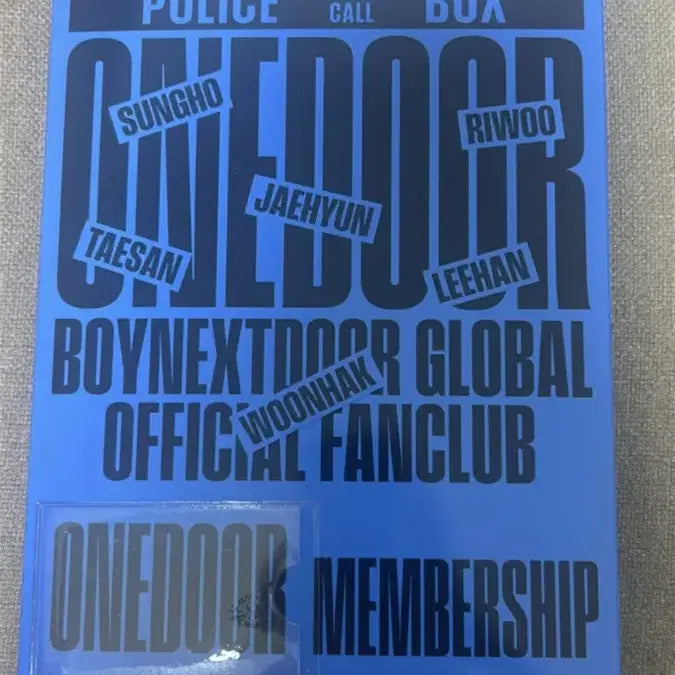 POLICE CALL BOX
ONEDOOR
SUNGHO
RIWOO
JAEHYUN
TAESAN
LEEHAN
BOYNEXTDOOR GLOBAL
WOONHAK
OFFICIAL FANCLUB
ONEDOOR MEMBERSHIP